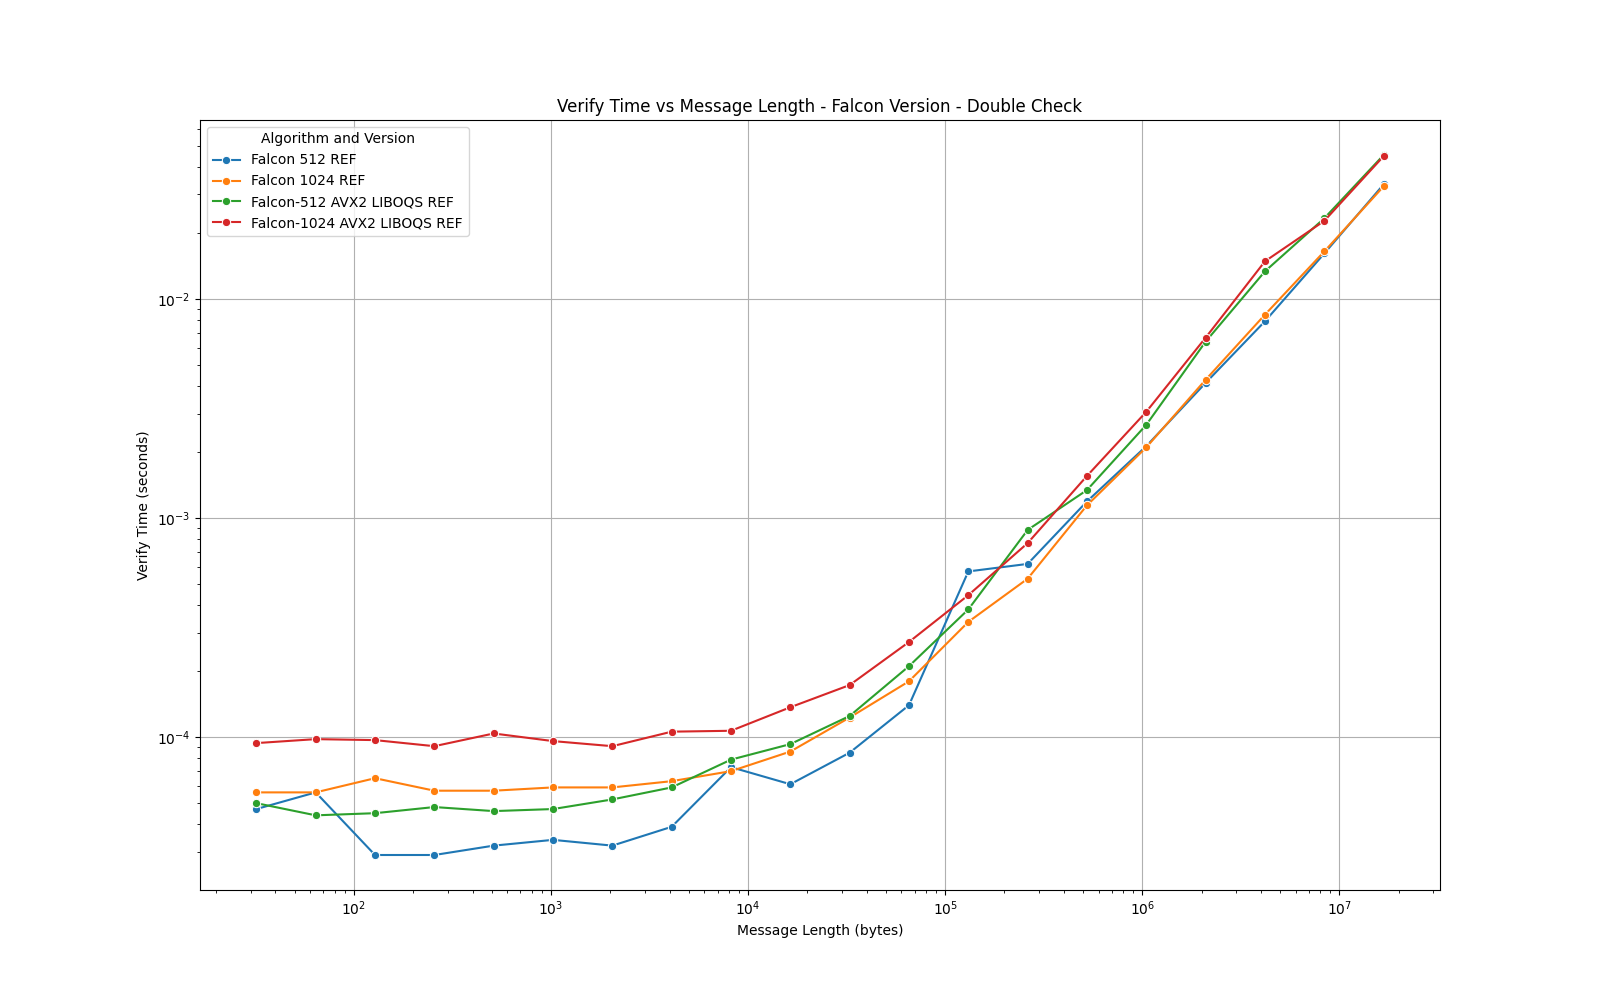 Verify Time vs Message Length - Falcon Version - Double Check
Algorithm and Version
Falcon 512 REF
Falcon 1024 REF
Falcon-512 AVX2 LIBOQS REF
Falcon-1024 AVX2 LIBOQS REF
Verify Time (seconds)
10⁻²
10⁻³
10⁻⁴
10²
10³
10⁴
10⁵
10⁶
10⁷
Message Length (bytes)